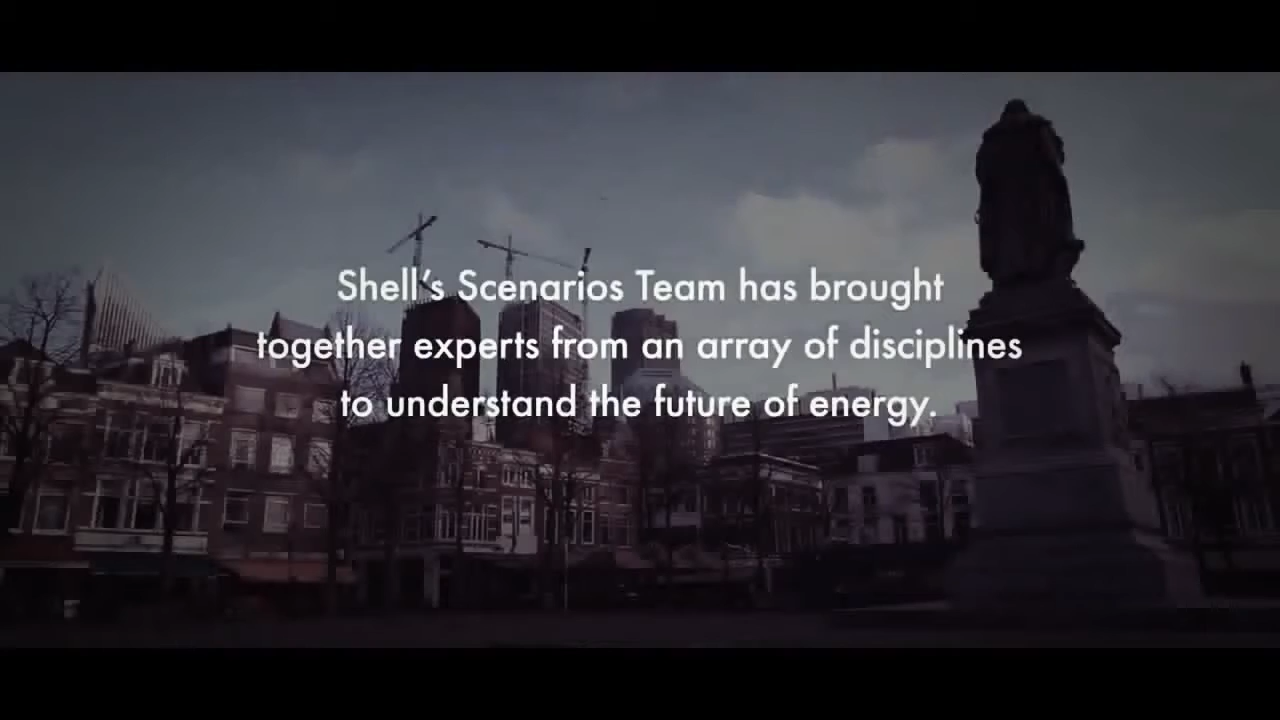 Shell's Scenarios Team has brought
together experts from an array of disciplines
to understand the future of energy.